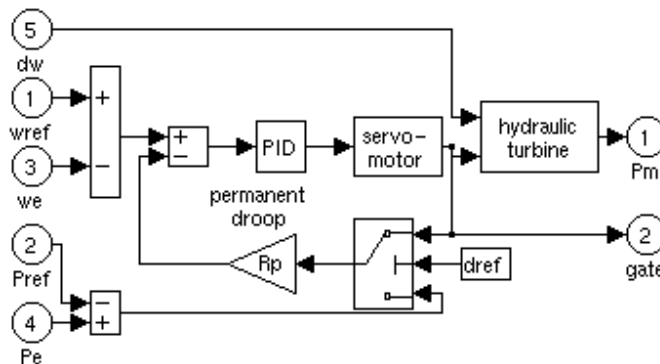 5
dw
1
wref
3
we
2
Pref
4
Pe
+
−
+
−
PID
servo-
motor
hydraulic
turbine
1
Pm
permanent
droop
Rp
dref
2
gate
−
+